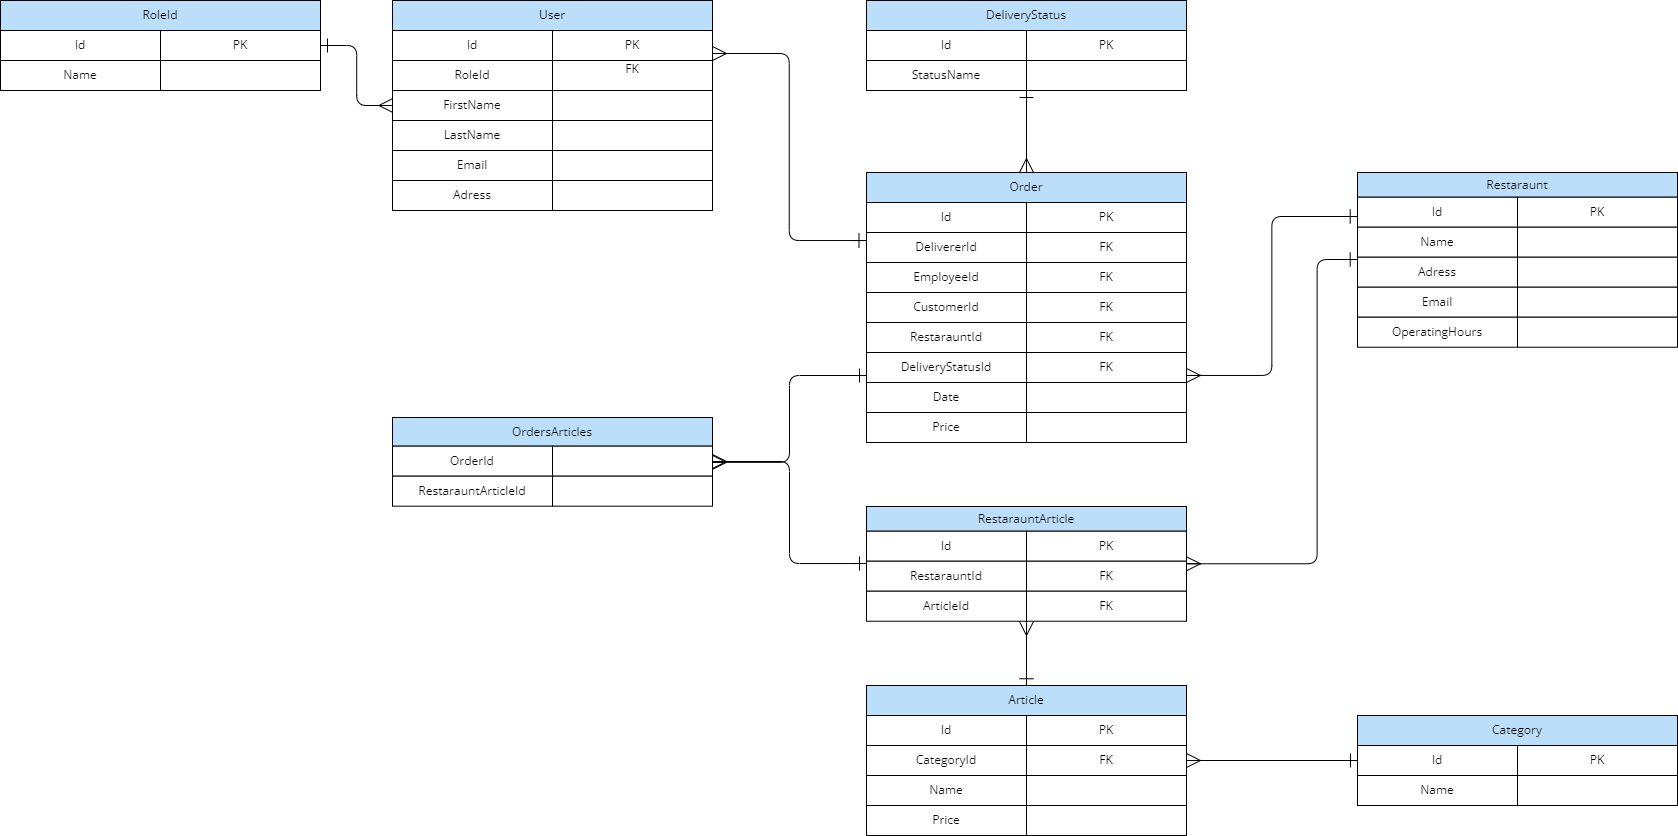 RoleId
Id PK
Name
User
Id PK
RoleId FK
FirstName
LastName
Email
Adress
DeliveryStatus
Id PK
StatusName
Order
Id PK
DelivererId FK
EmployeeId FK
CustomerId FK
RestarauntId FK
DeliveryStatusId FK
Date
Price
Restaraunt
Id PK
Name
Adress
Email
OperatingHours
OrdersArticles
OrderId
RestarauntArticleId
RestarauntArticle
Id PK
RestarauntId FK
ArticleId FK
Article
Id PK
CategoryId FK
Name
Price
Category
Id PK
Name